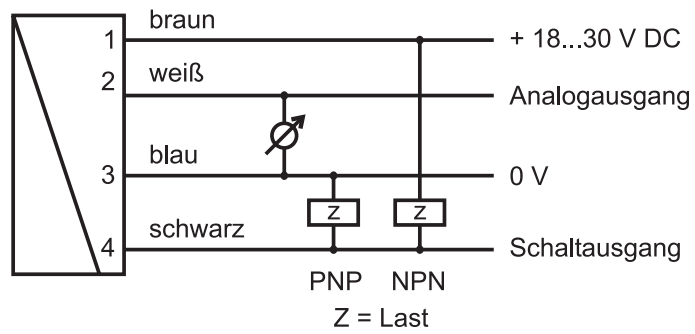 braun
1
+ 18...30 V DC
weiß
2
Analogausgang
blau
3
0 V
Z
Z
schwarz
4
Schaltausgang
PNP NPN
Z = Last